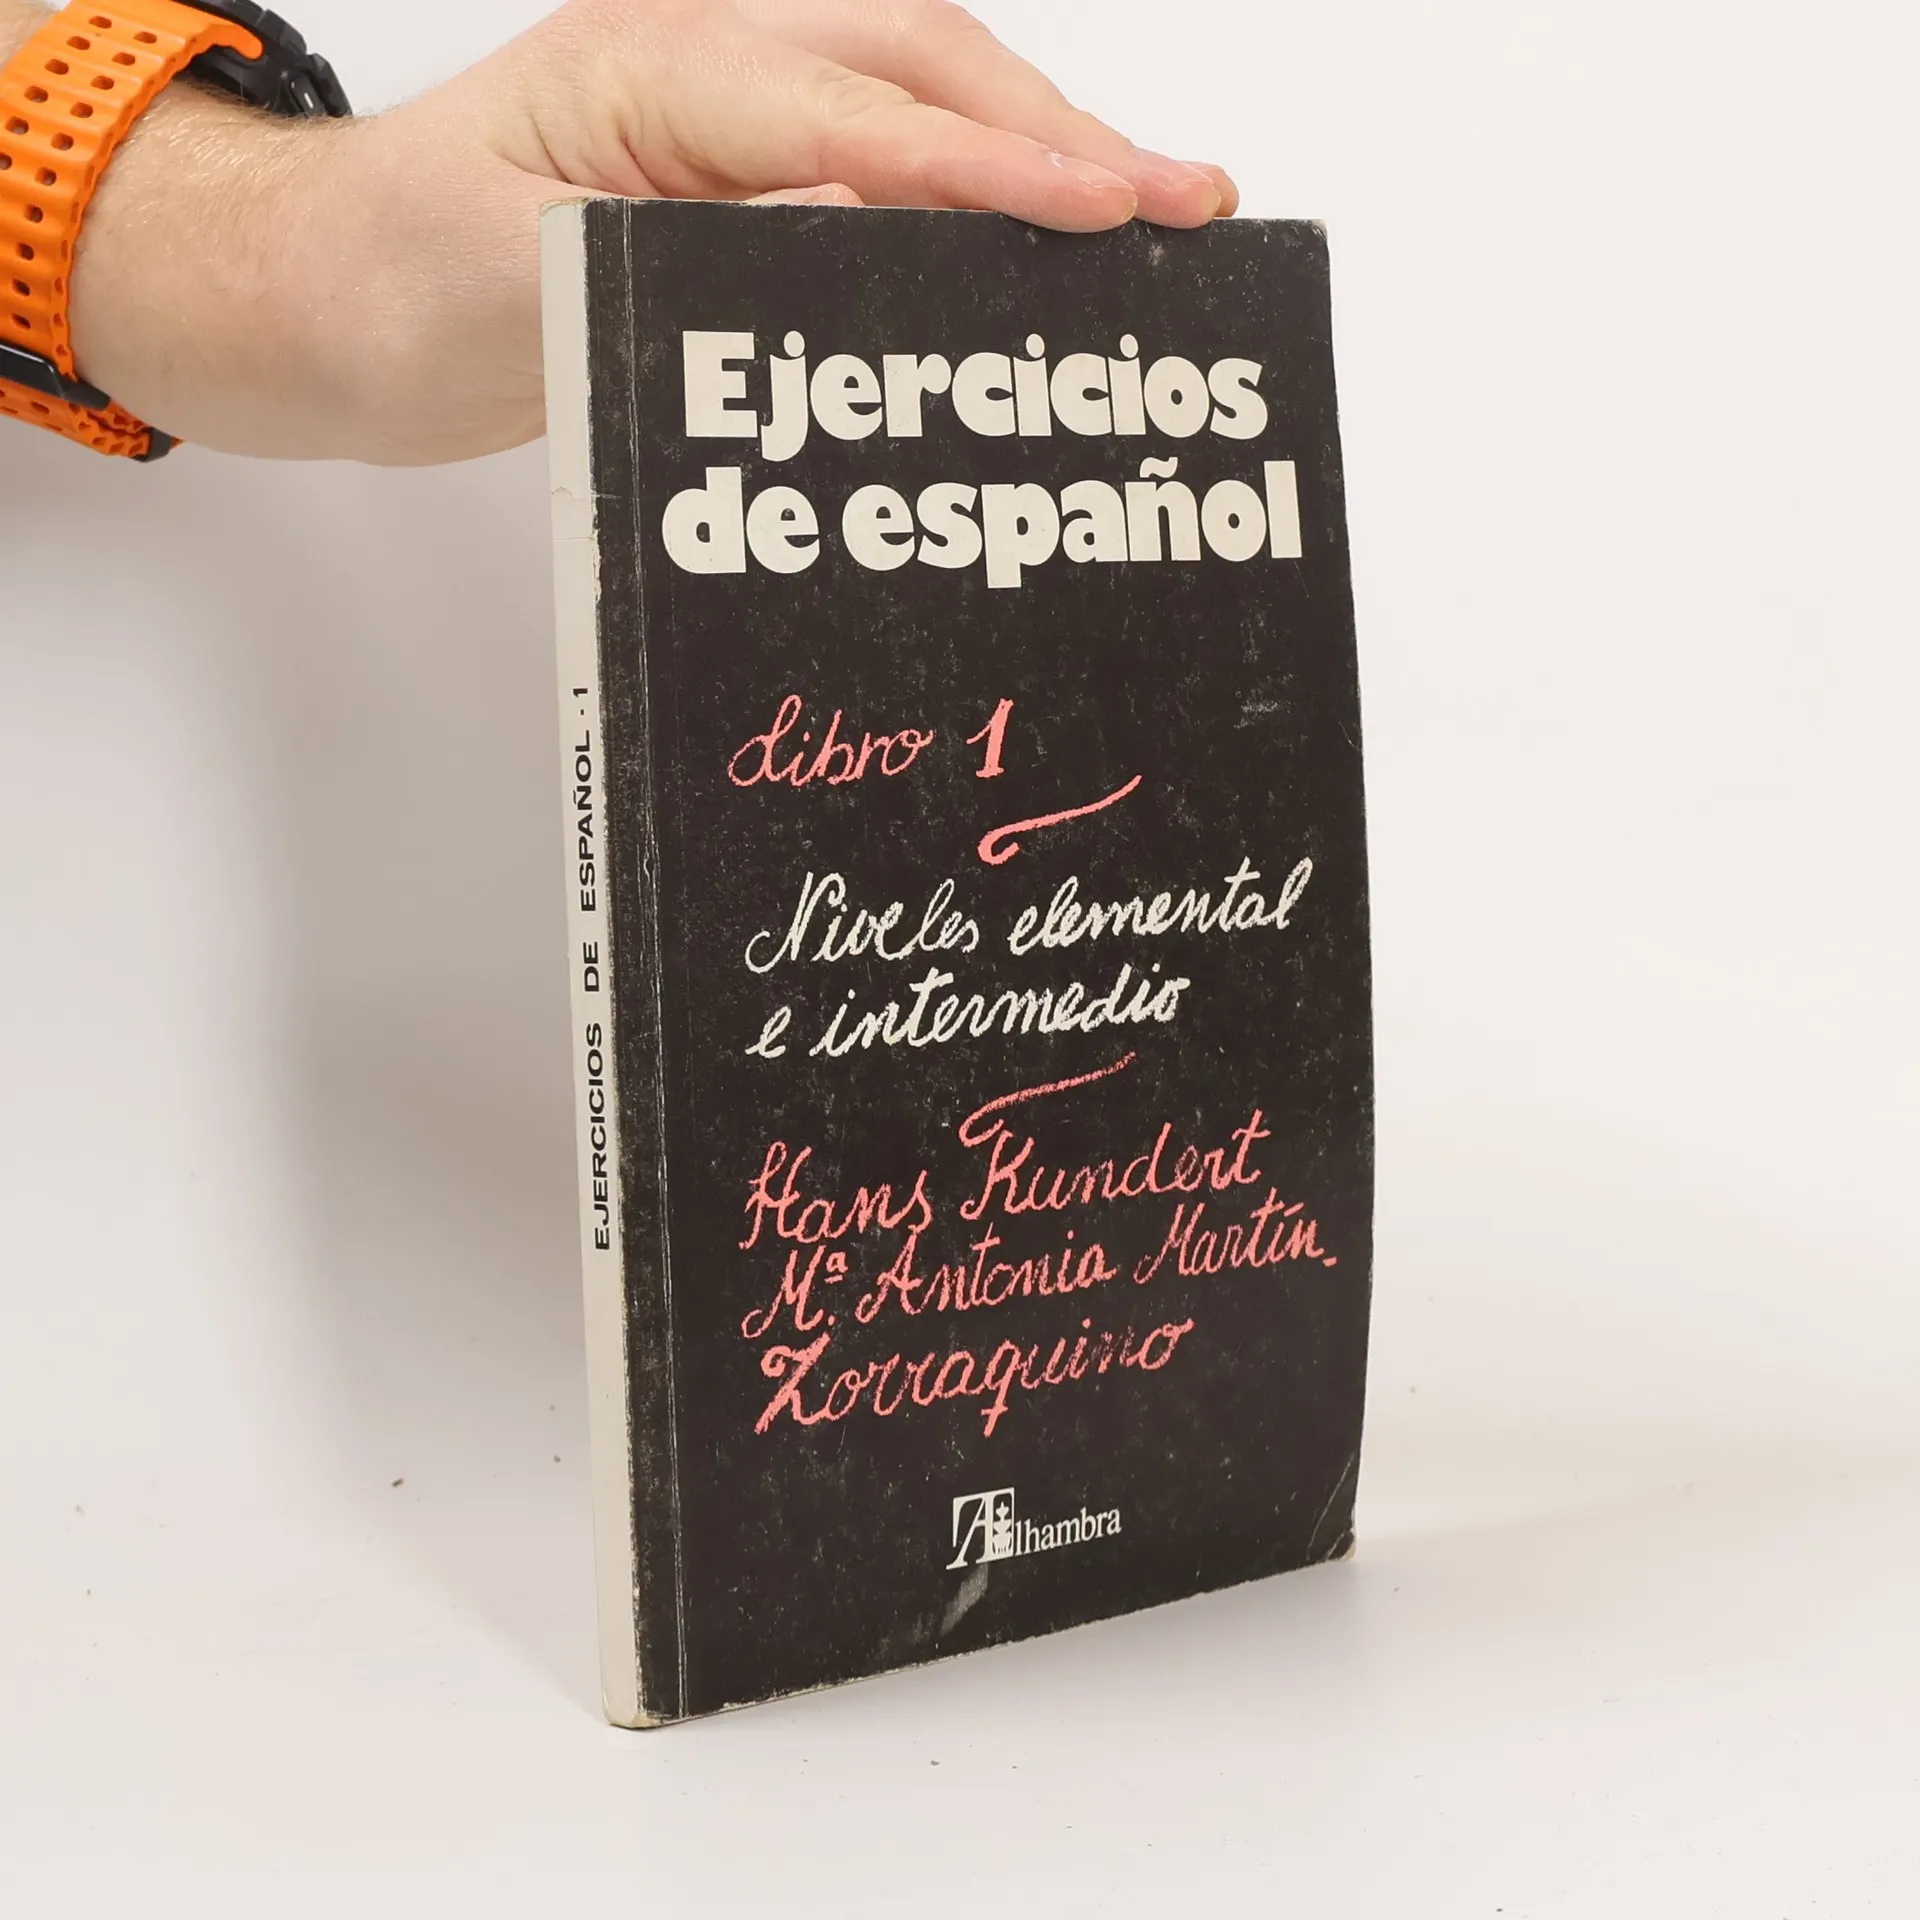 EJERCICIOS DE ESPAÑOL · 1
Ejercicios
de español
Libro 1
Niveles elemental
e intermedio
Hans Kundert
Mª Antonia Martín-
Zorraquino
Alhambra